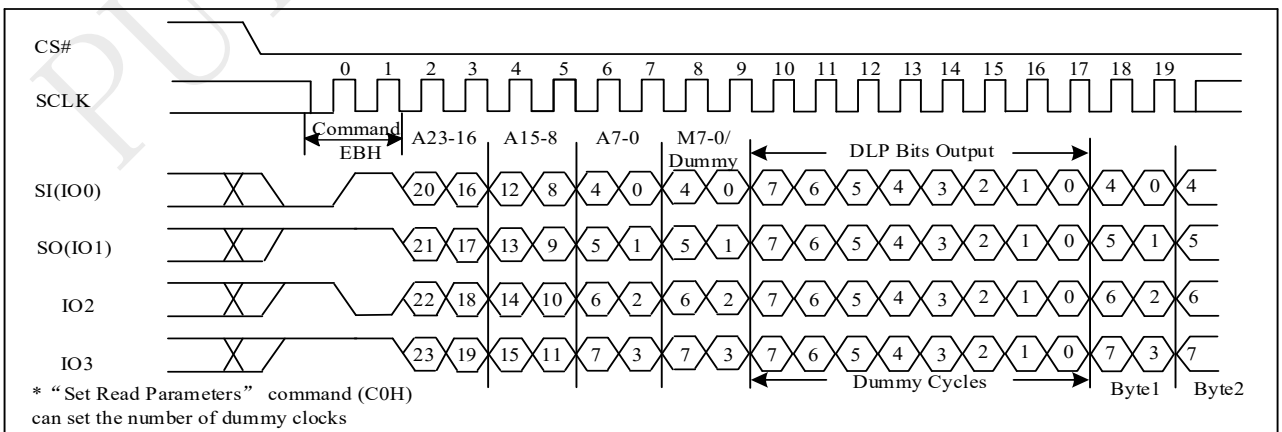 PU
CS#
0 1 2 3 4 5 6 7 8 9 10 11 12 13 14 15 16 17 18 19
SCLK
Command
EBH
A23-16 A15-8 A7-0 M7-0/
Dummy
DLP Bits Output
SI(IO0) 20 16 12 8 4 0 4 0 7 6 5 4 3 2 1 0 4 0 4
SO(IO1) 21 17 13 9 5 1 5 1 7 6 5 4 3 2 1 0 5 1 5
IO2 22 18 14 10 6 2 6 2 7 6 5 4 3 2 1 0 6 2 6
IO3 23 19 15 11 7 3 7 3 7 6 5 4 3 2 1 0 7 3 7
Dummy Cycles
Byte1 Byte2
* “Set Read Parameters” command (C0H)
can set the number of dummy clocks